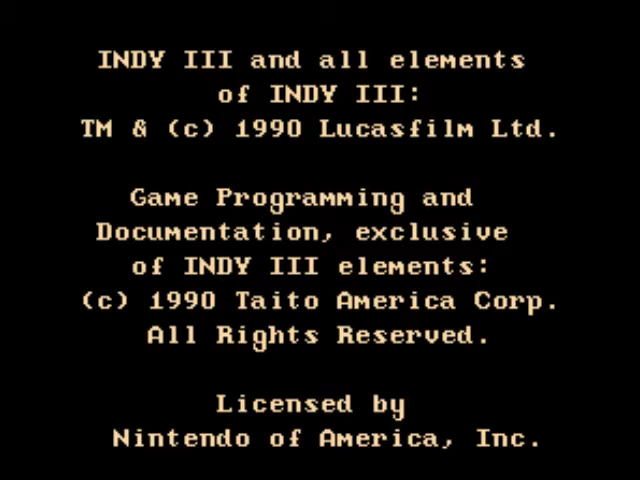 INDY III and all elements
of INDY III:
TM & (c) 1990 Lucasfilm Ltd.
Game Programming and
Documentation, exclusive
of INDY III elements:
(c) 1990 Taito America Corp.
All Rights Reserved.
Licensed by
Nintendo of America, Inc.